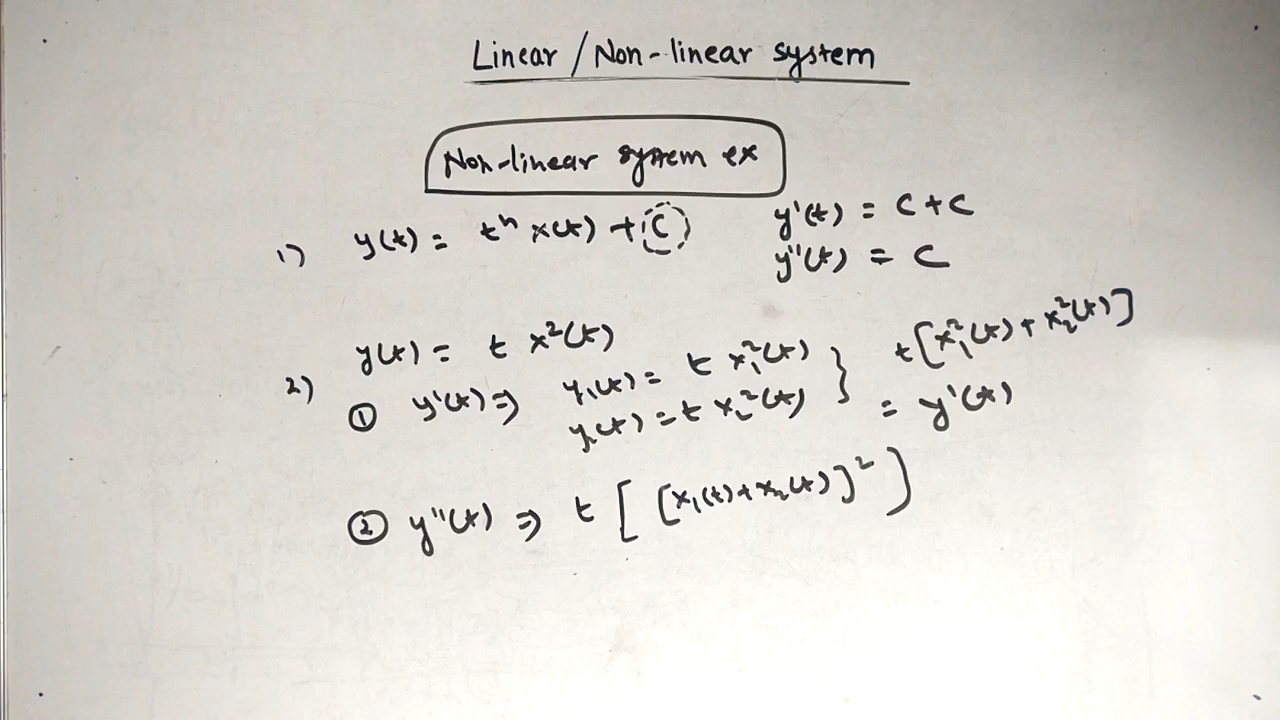 Linear / Non-linear system
Non-linear system ex
1) y(t) = tⁿ x(t) + C
y'(t) = C + C
y''(t) = C
2) y(t) = t x²(t)
① y'(t) ⇒ y₁(t) = t x₁²(t)
y₂(t) = t x₂²(t) } t[x₁²(t) + x₂²(t)]
= y'(t)
② y''(t) ⇒ t [ [x₁(t) + x₂(t)]² ]